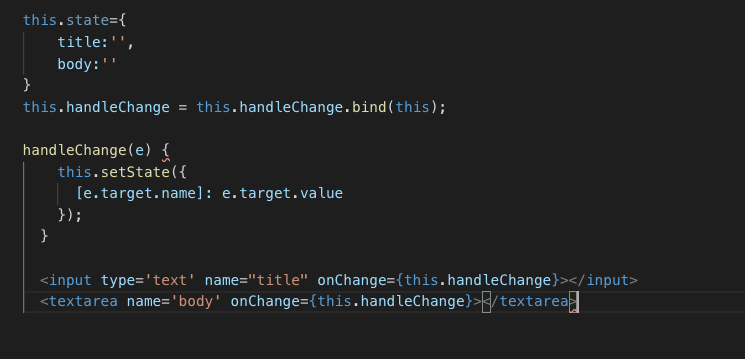 this.state={
title:'',
body:''
}
this.handleChange = this.handleChange.bind(this);
handleChange(e) {
this.setState({
[e.target.name]: e.target.value
});
}
<input type='text' name="title" onChange={this.handleChange}></input>
<textarea name='body' onChange={this.handleChange}></textarea>